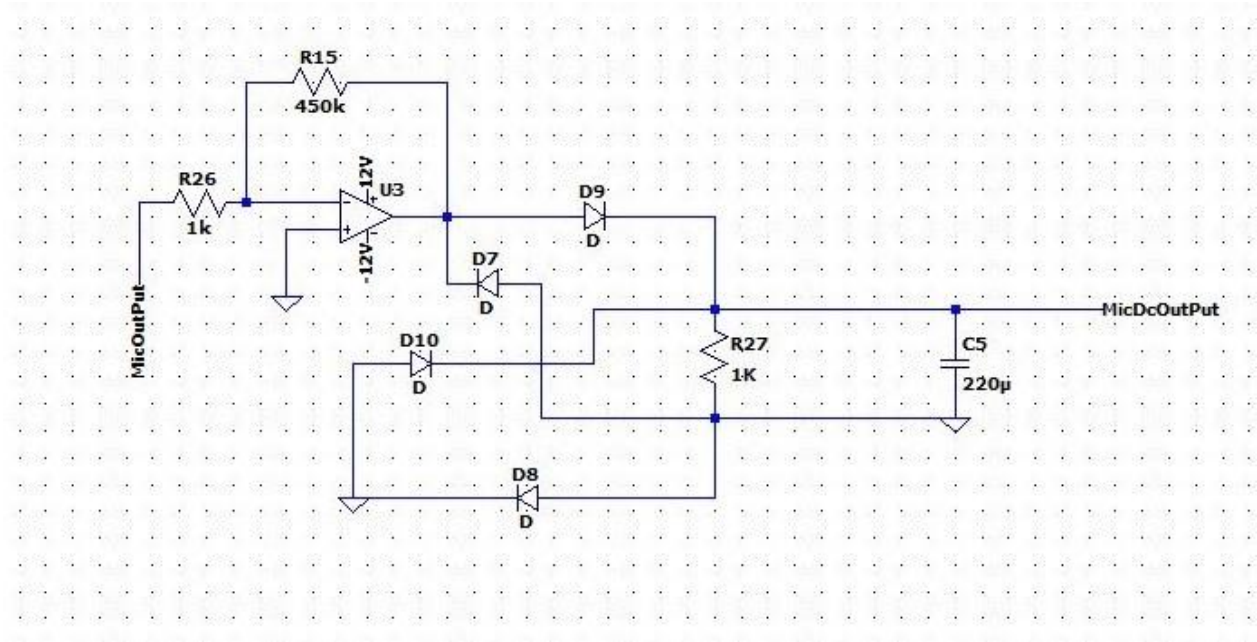 R15
450k
R26
1k
12V
U3
-12V
MicOutPut
D9
D
D7
D
MicDcOutPut
D10
D
R27
1K
C5
220µ
D8
D